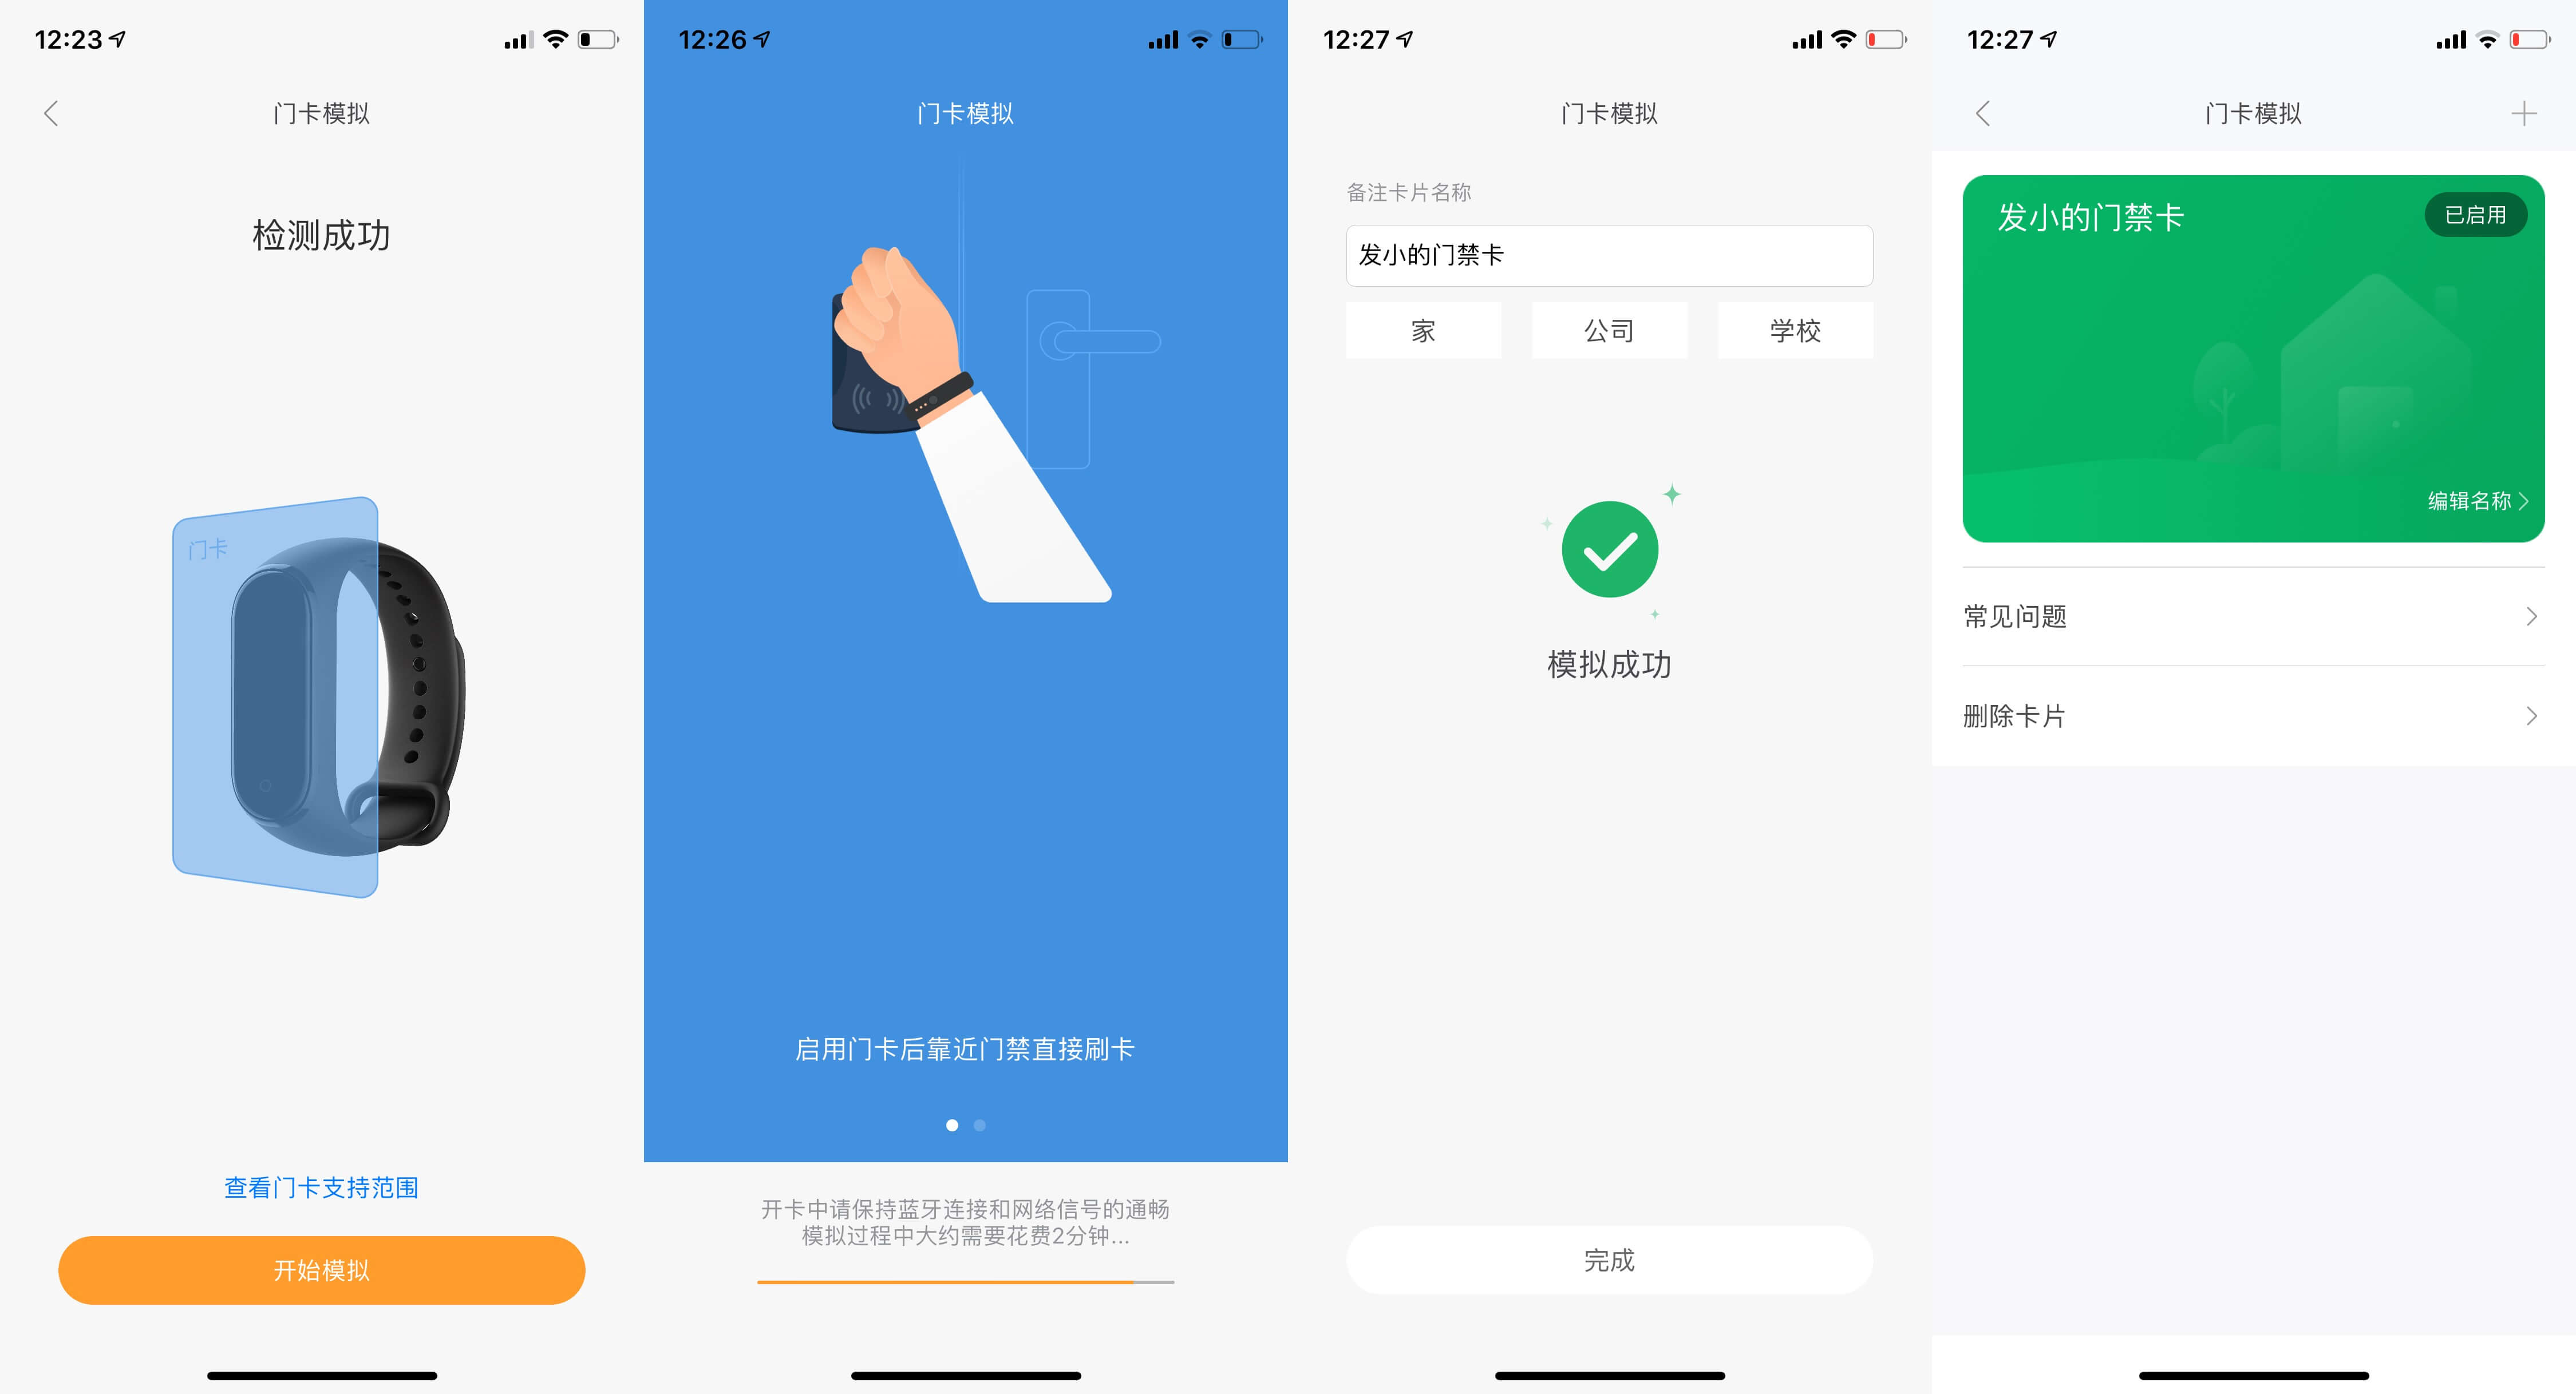 12:23
门卡模拟
检测成功
门卡
查看门卡支持范围
开始模拟
12:26
门卡模拟
启用门卡后靠近门禁直接刷卡
开卡中请保持蓝牙连接和网络信号的通畅
模拟过程中大约需要花费2分钟...
12:27
门卡模拟
备注卡片名称
发小的门禁卡
家 公司 学校
模拟成功
完成
12:27
门卡模拟
发小的门禁卡
已启用
编辑名称
常见问题
删除卡片